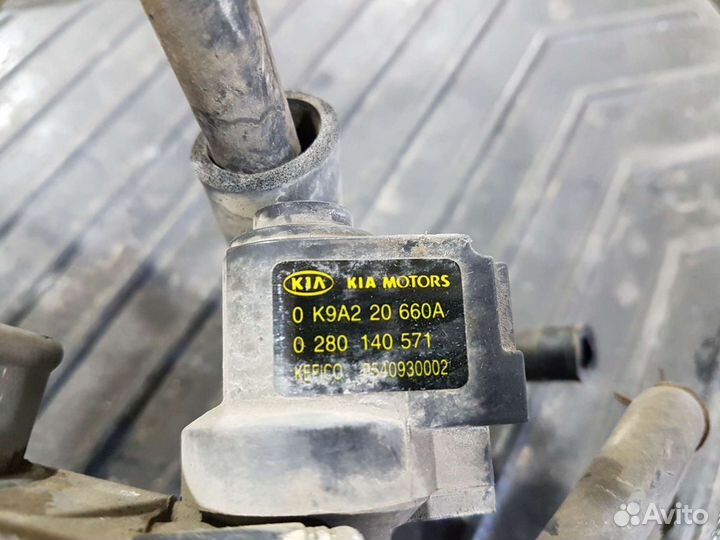 KIA KIA MOTORS
0 K9A2 20 660A
0 280 140 571
KEFICO 9540930002
Avito